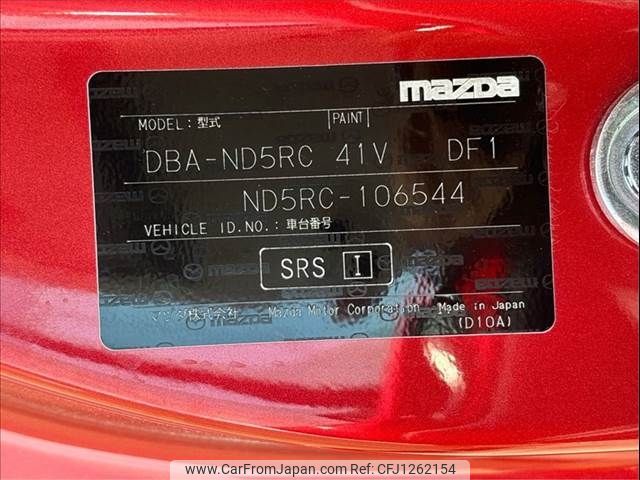 mazda
MODEL：型式 PAINT
DBA-ND5RC 41V DF1
ND5RC-106544
VEHICLE ID.NO.：車台番号
SRS I
マツダ株式会社 Mazda Motor Corporation Made in Japan
(D10A)
www.CarFromJapan.com | CFJ1262154